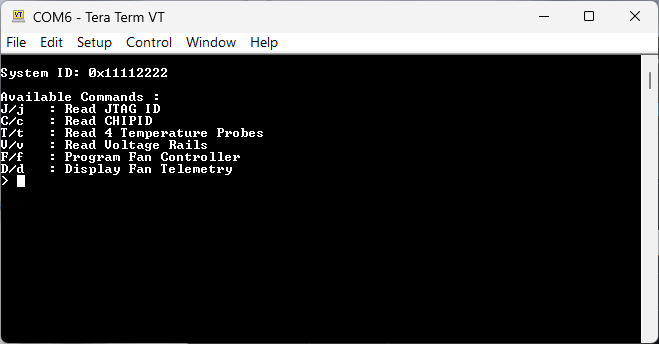 COM6 - Tera Term VT
File Edit Setup Control Window Help
System ID: 0x11112222
Available Commands :
J/j   : Read JTAG ID
C/c   : Read CHIPID
T/t   : Read 4 Temperature Probes
V/v   : Read Voltage Rails
F/f   : Program Fan Controller
D/d   : Display Fan Telemetry
>